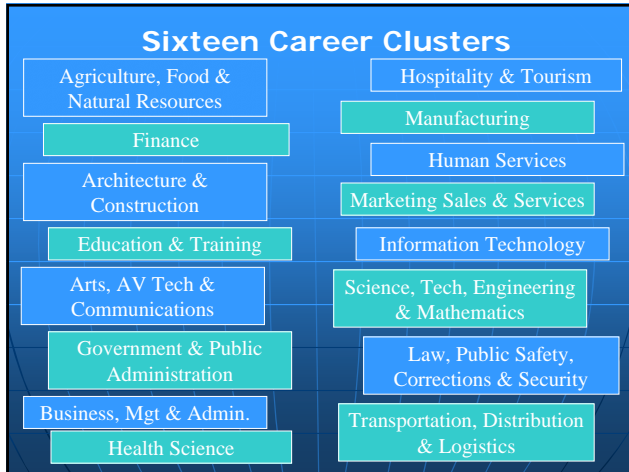 Sixteen Career Clusters
Agriculture, Food &
Natural Resources
Finance
Architecture &
Construction
Education & Training
Arts, AV Tech &
Communications
Government & Public
Administration
Business, Mgt & Admin.
Health Science
Hospitality & Tourism
Manufacturing
Human Services
Marketing Sales & Services
Information Technology
Science, Tech, Engineering
& Mathematics
Law, Public Safety,
Corrections & Security
Transportation, Distribution
& Logistics